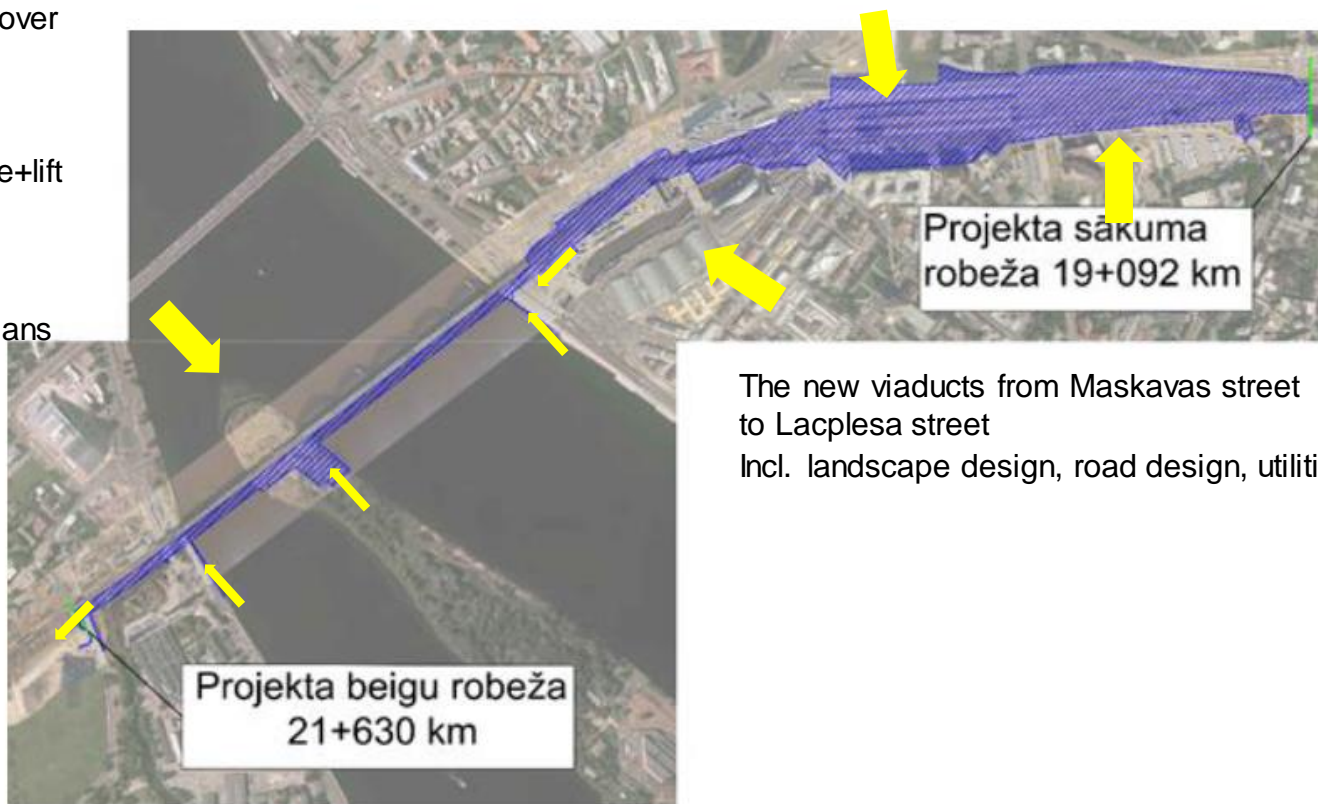 over
e+lift
ans
Projekta sākuma
robeža 19+092 km
The new viaducts from Maskavas street
to Lacplesa street
Incl. landscape design, road design, utiliti
Projekta beigu robeža
21+630 km